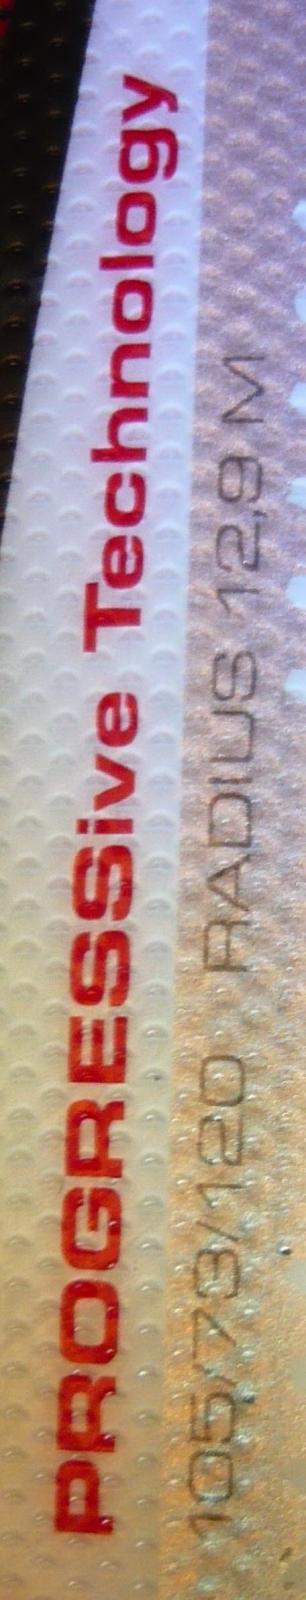 PROGRESSive Technology
105/73/120 RADIUS 12,9 M